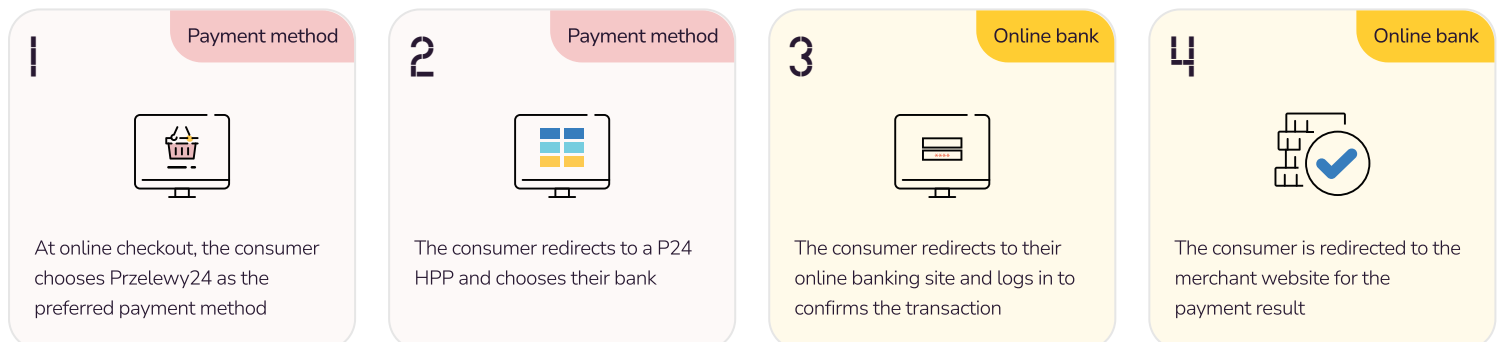 1
Payment method
At online checkout, the consumer
chooses Przelewy24 as the
preferred payment method
2
Payment method
The consumer redirects to a P24
HPP and chooses their bank
3
Online bank
****
The consumer redirects to their
online banking site and logs in to
confirms the transaction
4
Online bank
The consumer is redirected to the
merchant website for the
payment result